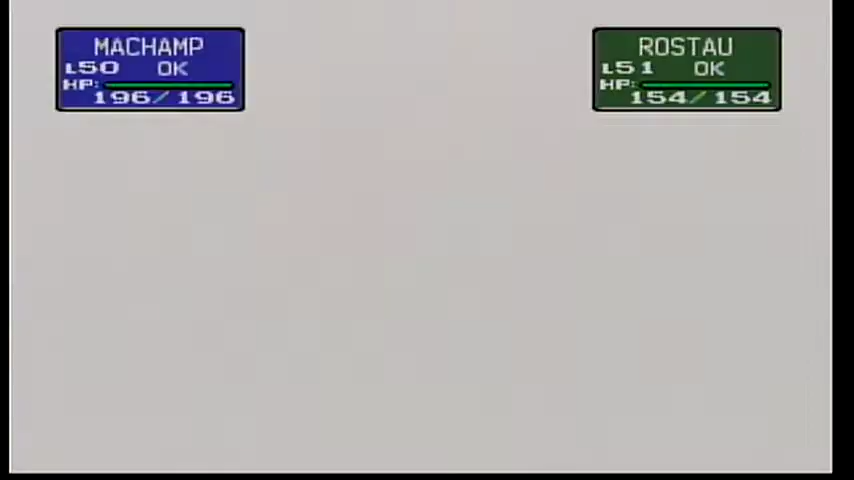 MACHAMP
L50 OK
HP:
196/196
ROSTAU
L51 OK
HP:
154/154